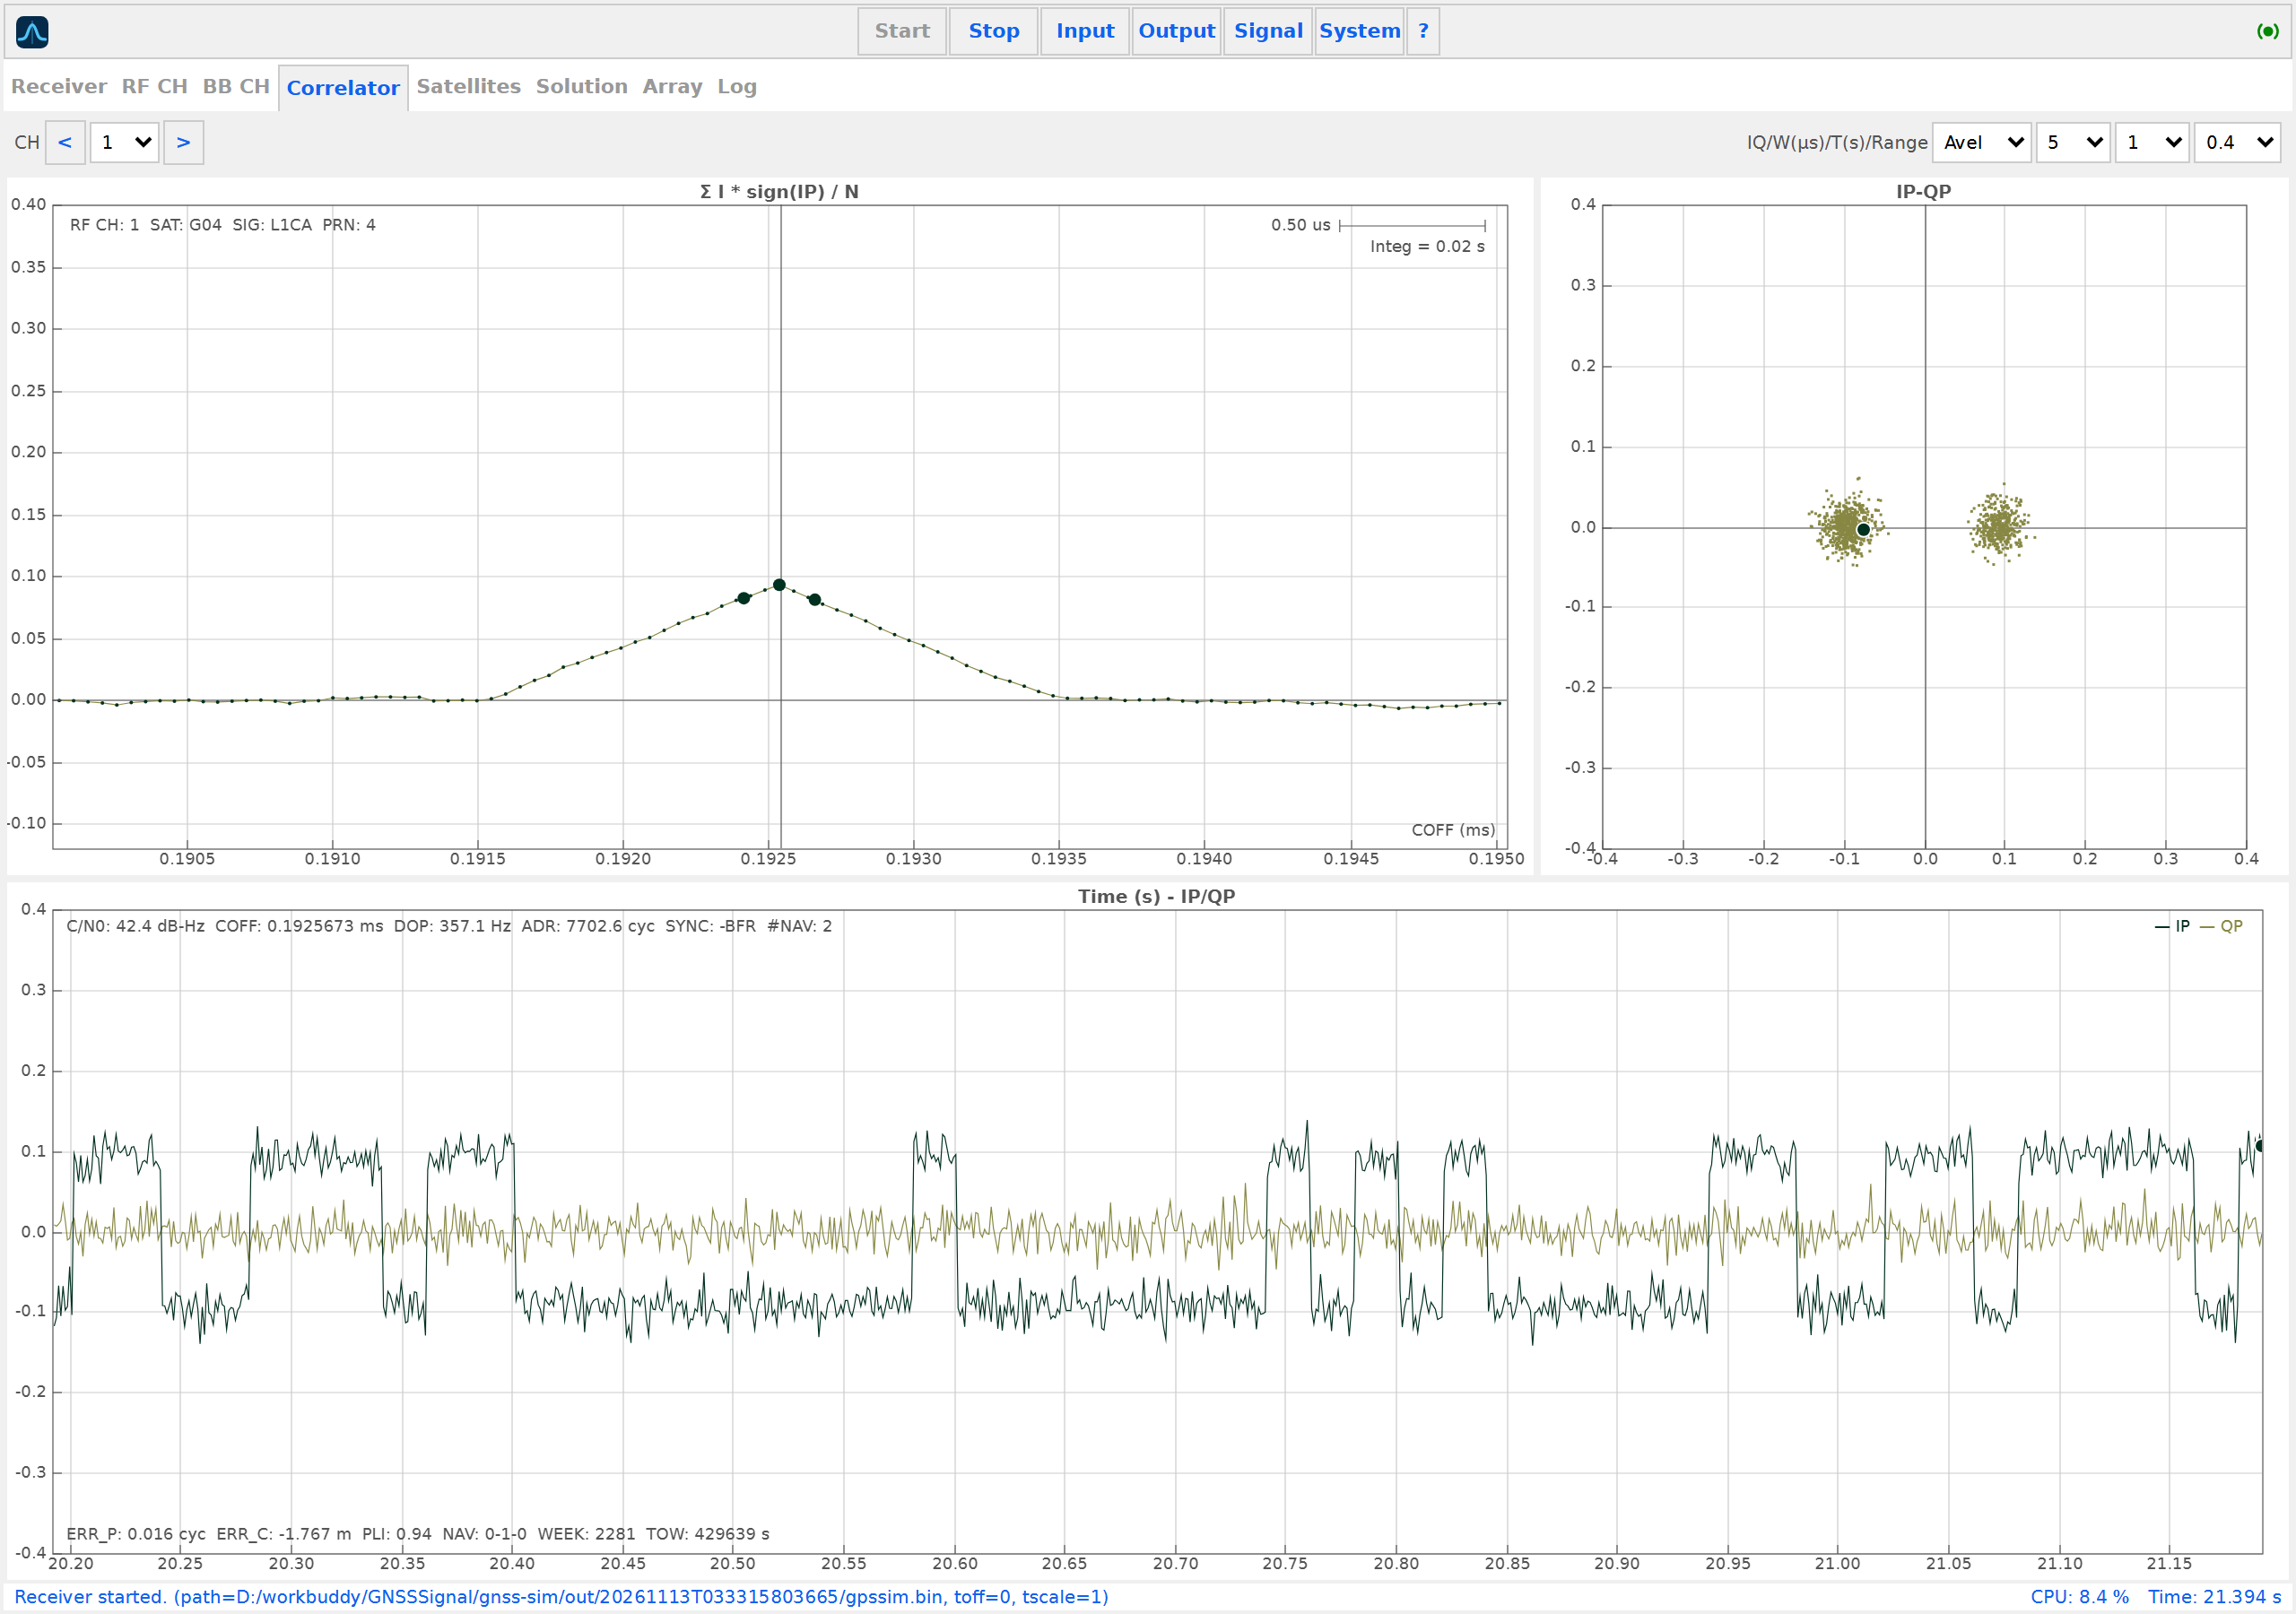 Start Stop Input Output Signal System ?
Receiver RF CH BB CH Correlator Satellites Solution Array Log
CH < 1 > IQ/W(µs)/T(s)/Range Avel 5 1 0.4
Σ I * sign(IP) / N
RF CH: 1 SAT: G04 SIG: L1CA PRN: 4
0.50 us
Integ = 0.02 s
0.40
0.35
0.30
0.25
0.20
0.15
0.10
0.05
0.00
-0.05
-0.10
COFF (ms)
0.1905 0.1910 0.1915 0.1920 0.1925 0.1930 0.1935 0.1940 0.1945 0.1950
IP-QP
0.4
0.3
0.2
0.1
0.0
-0.1
-0.2
-0.3
-0.4
-0.4 -0.3 -0.2 -0.1 0.0 0.1 0.2 0.3 0.4
Time (s) - IP/QP
C/N0: 42.4 dB-Hz COFF: 0.1925673 ms DOP: 357.1 Hz ADR: 7702.6 cyc SYNC: -BFR #NAV: 2
IP QP
0.4
0.3
0.2
0.1
0.0
-0.1
-0.2
-0.3
-0.4
ERR_P: 0.016 cyc ERR_C: -1.767 m PLI: 0.94 NAV: 0-1-0 WEEK: 2281 TOW: 429639 s
20.20 20.25 20.30 20.35 20.40 20.45 20.50 20.55 20.60 20.65 20.70 20.75 20.80 20.85 20.90 20.95 21.00 21.05 21.10 21.15
Receiver started. (path=D:/workbuddy/GNSSSignal/gnss-sim/out/20261113T033315803665/gpssim.bin, toff=0, tscale=1)
CPU: 8.4 % Time: 21.394 s